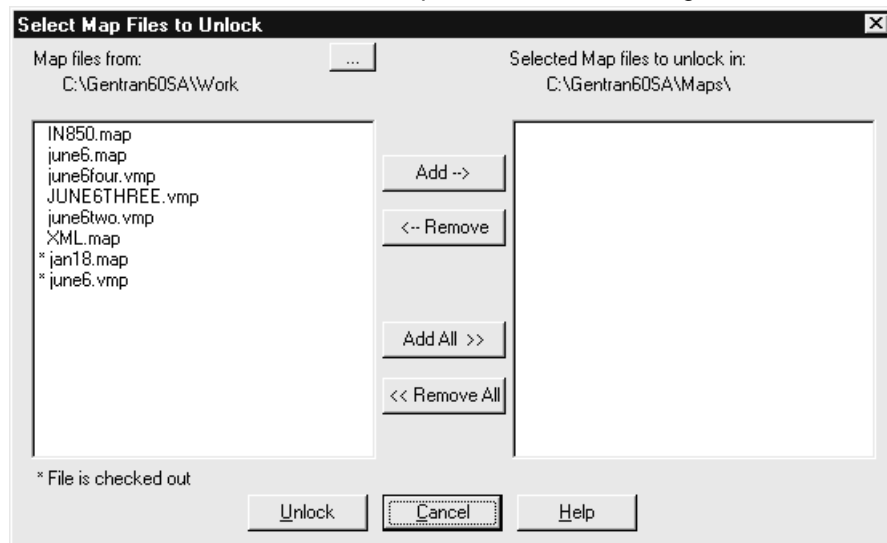 Select Map Files to Unlock
Map files from:
...
Selected Map files to unlock in:
C:\Gentran60SA\Work
C:\Gentran60SA\Maps\
IN850.map
june6.map
june6four.vmp
JUNE6THREE.vmp
june6two.vmp
XML.map
* jan18.map
* june6.vmp
Add -->
<-- Remove
Add All >>
<< Remove All
* File is checked out
Unlock
Cancel
Help